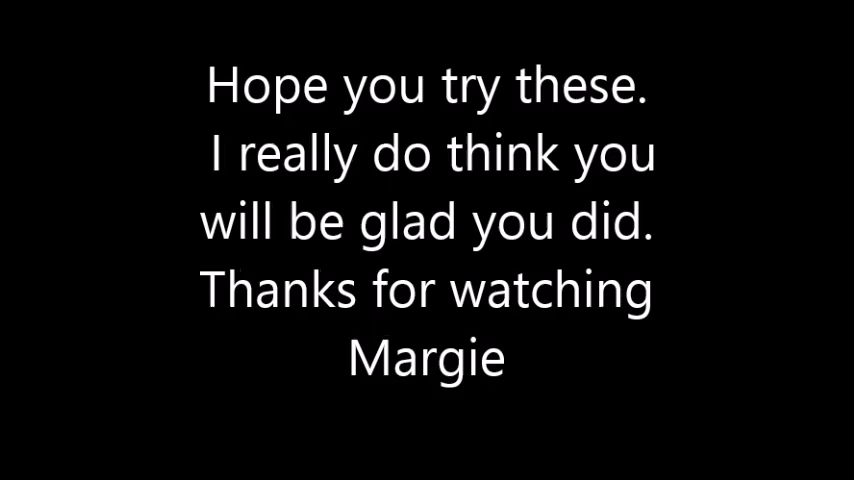 Hope you try these.
I really do think you
will be glad you did.
Thanks for watching
Margie